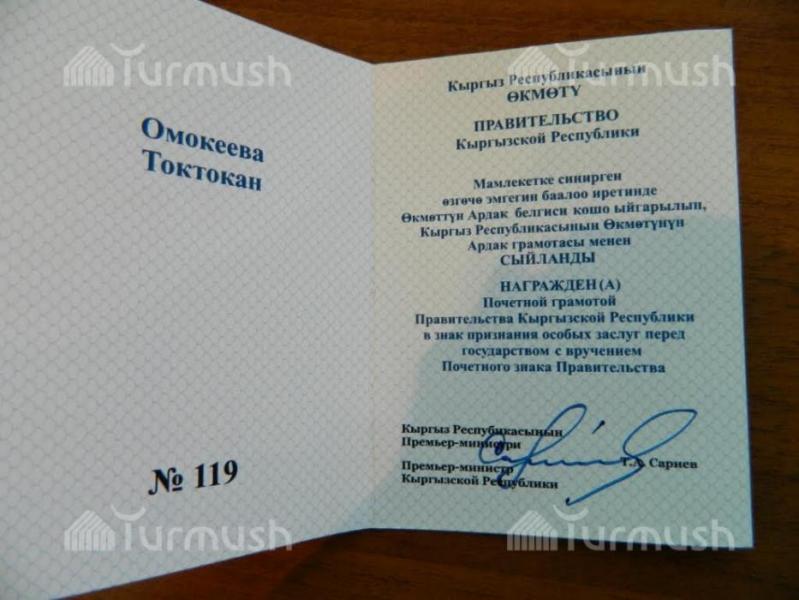 Turmush
Turmush
Омокеева
Токтокан
№ 119
Кыргыз Республикасынын
ӨКМӨТҮ
ПРАВИТЕЛЬСТВО
Кыргызской Республики
Мамлекетке синирген
өзгөчө эмгегин баалоо иретинде
Өкмөттүн Ардак белгиси кошо ыйгарылып,
Кыргыз Республикасынын Өкмөтүнүн
Ардак грамотасы менен
СЫЙЛАНДЫ
НАГРАЖДЕН (А)
Почетной грамотой
Правительства Кыргызской Республики
в знак признания особых заслуг перед
государством с вручением
Почетного знака Правительства
Кыргыз Республикасынын
Премьер-министри
Премьер-министр
Т.А. Сариев
Кыргызской Республики
Turmush
Turmush